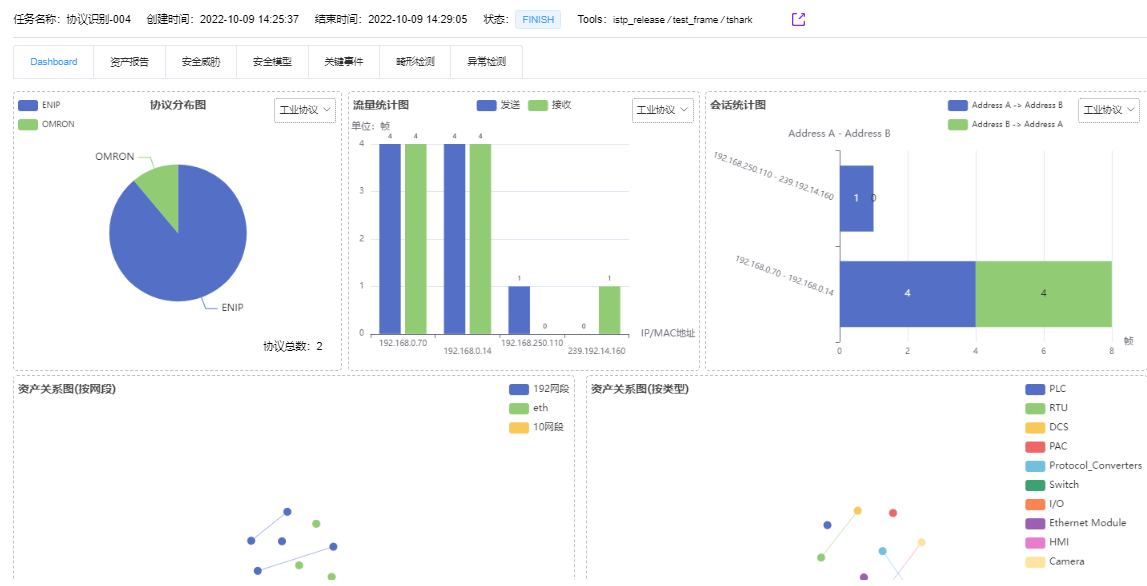 任务名称：协议识别-004 创建时间：2022-10-09 14:25:37 结束时间：2022-10-09 14:29:05 状态： FINISH Tools：istp_release / test_frame / tshark
Dashboard 资产报告 安全威胁 安全模型 关键事件 畸形检测 异常检测
ENIP
OMRON
协议分布图
工业协议
OMRON
ENIP
协议总数：2
流量统计图
发送 接收
工业协议
单位：帧
4 4 4 4
4
3
2
1
0
1
0
0
1
192.168.0.70
192.168.0.14
192.168.250.110
239.192.14.160
IP/MAC地址
会话统计图
Address A -> Address B
Address B -> Address A
工业协议
Address A - Address B
192.168.250.110 - 239.192.14.160
1 0
192.168.0.70 - 192.168.0.14
4 4
帧
0 2 4 6 8
资产关系图(按网段)
192网段
eth
10网段
资产关系图(按类型)
PLC
RTU
DCS
PAC
Protocol_Converters
Switch
I/O
Ethernet Module
HMI
Camera